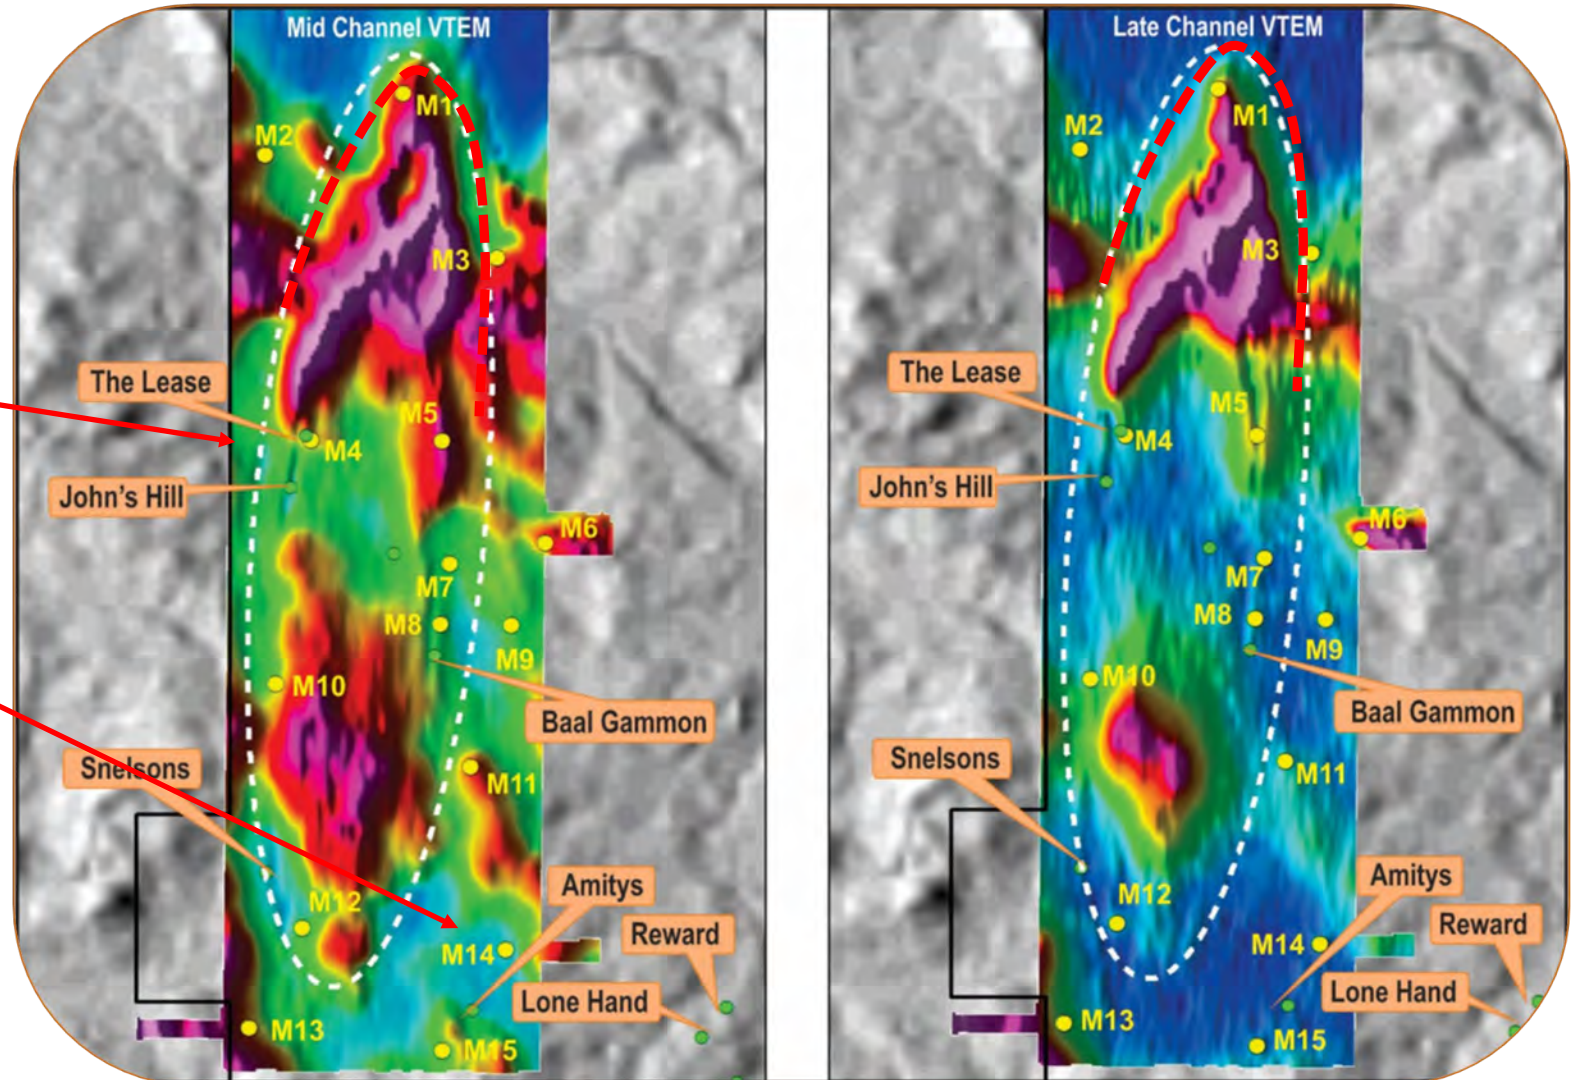 Mid Channel VTEM
M1
M2
M3
The Lease
M5
M4
John's Hill
M6
M7
M8
M9
M10
Baal Gammon
Snelsons
M11
Amitys
M12
Reward
M14
Lone Hand
M13
M15
Late Channel VTEM
M1
M2
M3
The Lease
M5
M4
John's Hill
M6
M7
M8
M9
M10
Baal Gammon
Snelsons
M11
Amitys
M12
Reward
M14
Lone Hand
M13
M15